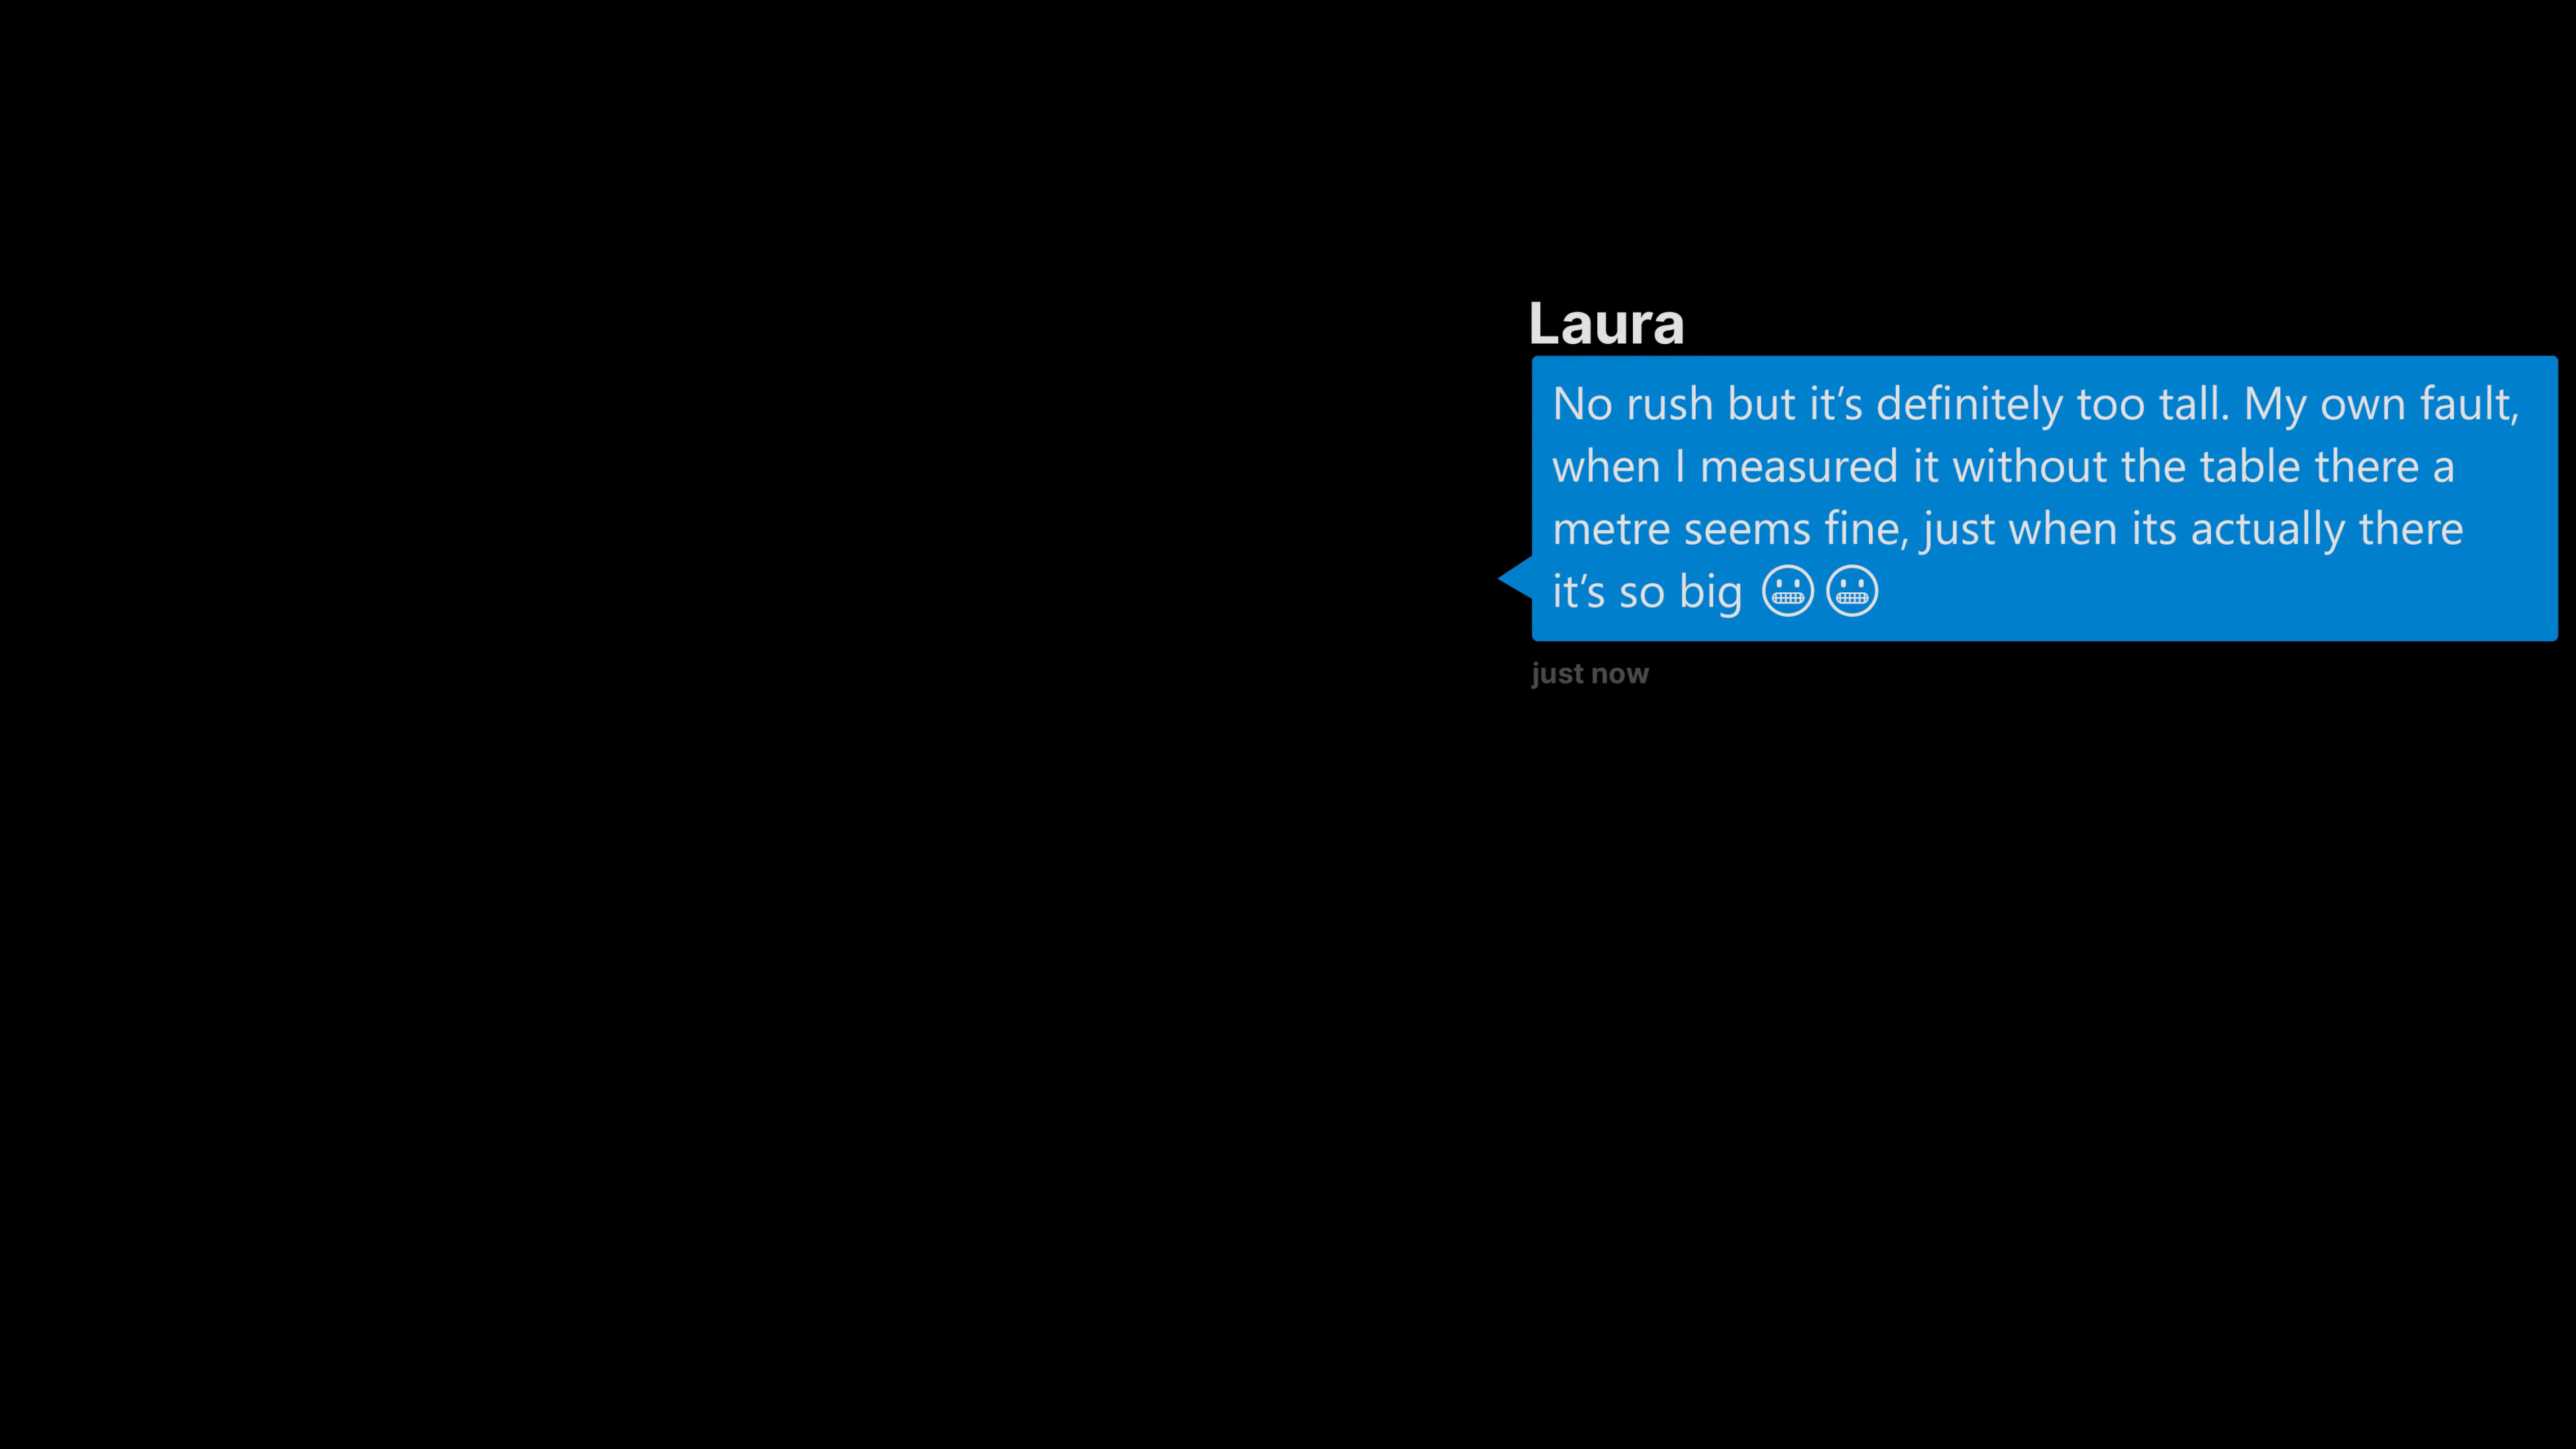 Laura
No rush but it’s definitely too tall. My own fault,
when I measured it without the table there a
metre seems fine, just when its actually there
it’s so big 😬😬
just now